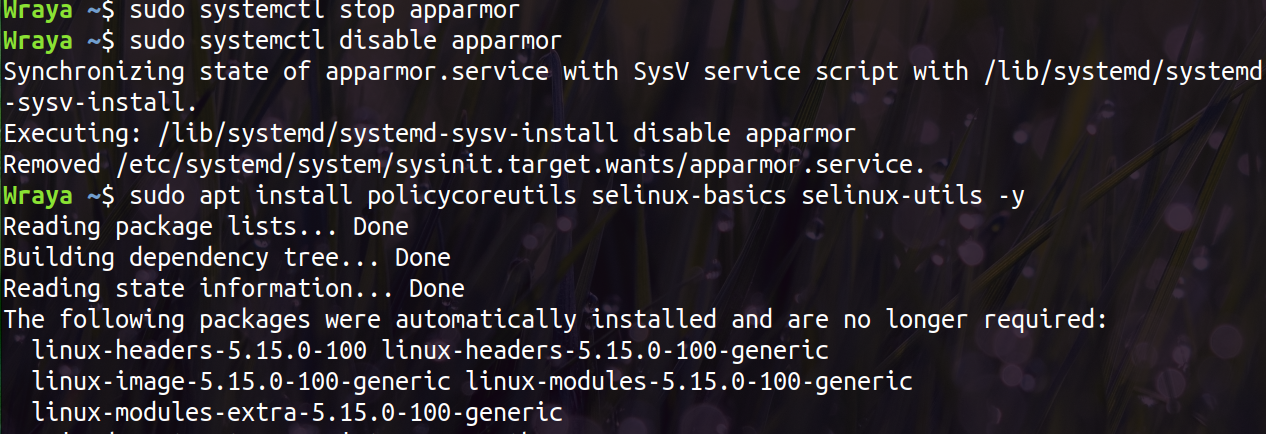 Wraya ~$ sudo systemctl stop apparmor
Wraya ~$ sudo systemctl disable apparmor
Synchronizing state of apparmor.service with SysV service script with /lib/systemd/systemd
-sysv-install.
Executing: /lib/systemd/systemd-sysv-install disable apparmor
Removed /etc/systemd/system/sysinit.target.wants/apparmor.service.
Wraya ~$ sudo apt install policycoreutils selinux-basics selinux-utils -y
Reading package lists... Done
Building dependency tree... Done
Reading state information... Done
The following packages were automatically installed and are no longer required:
  linux-headers-5.15.0-100 linux-headers-5.15.0-100-generic
  linux-image-5.15.0-100-generic linux-modules-5.15.0-100-generic
  linux-modules-extra-5.15.0-100-generic